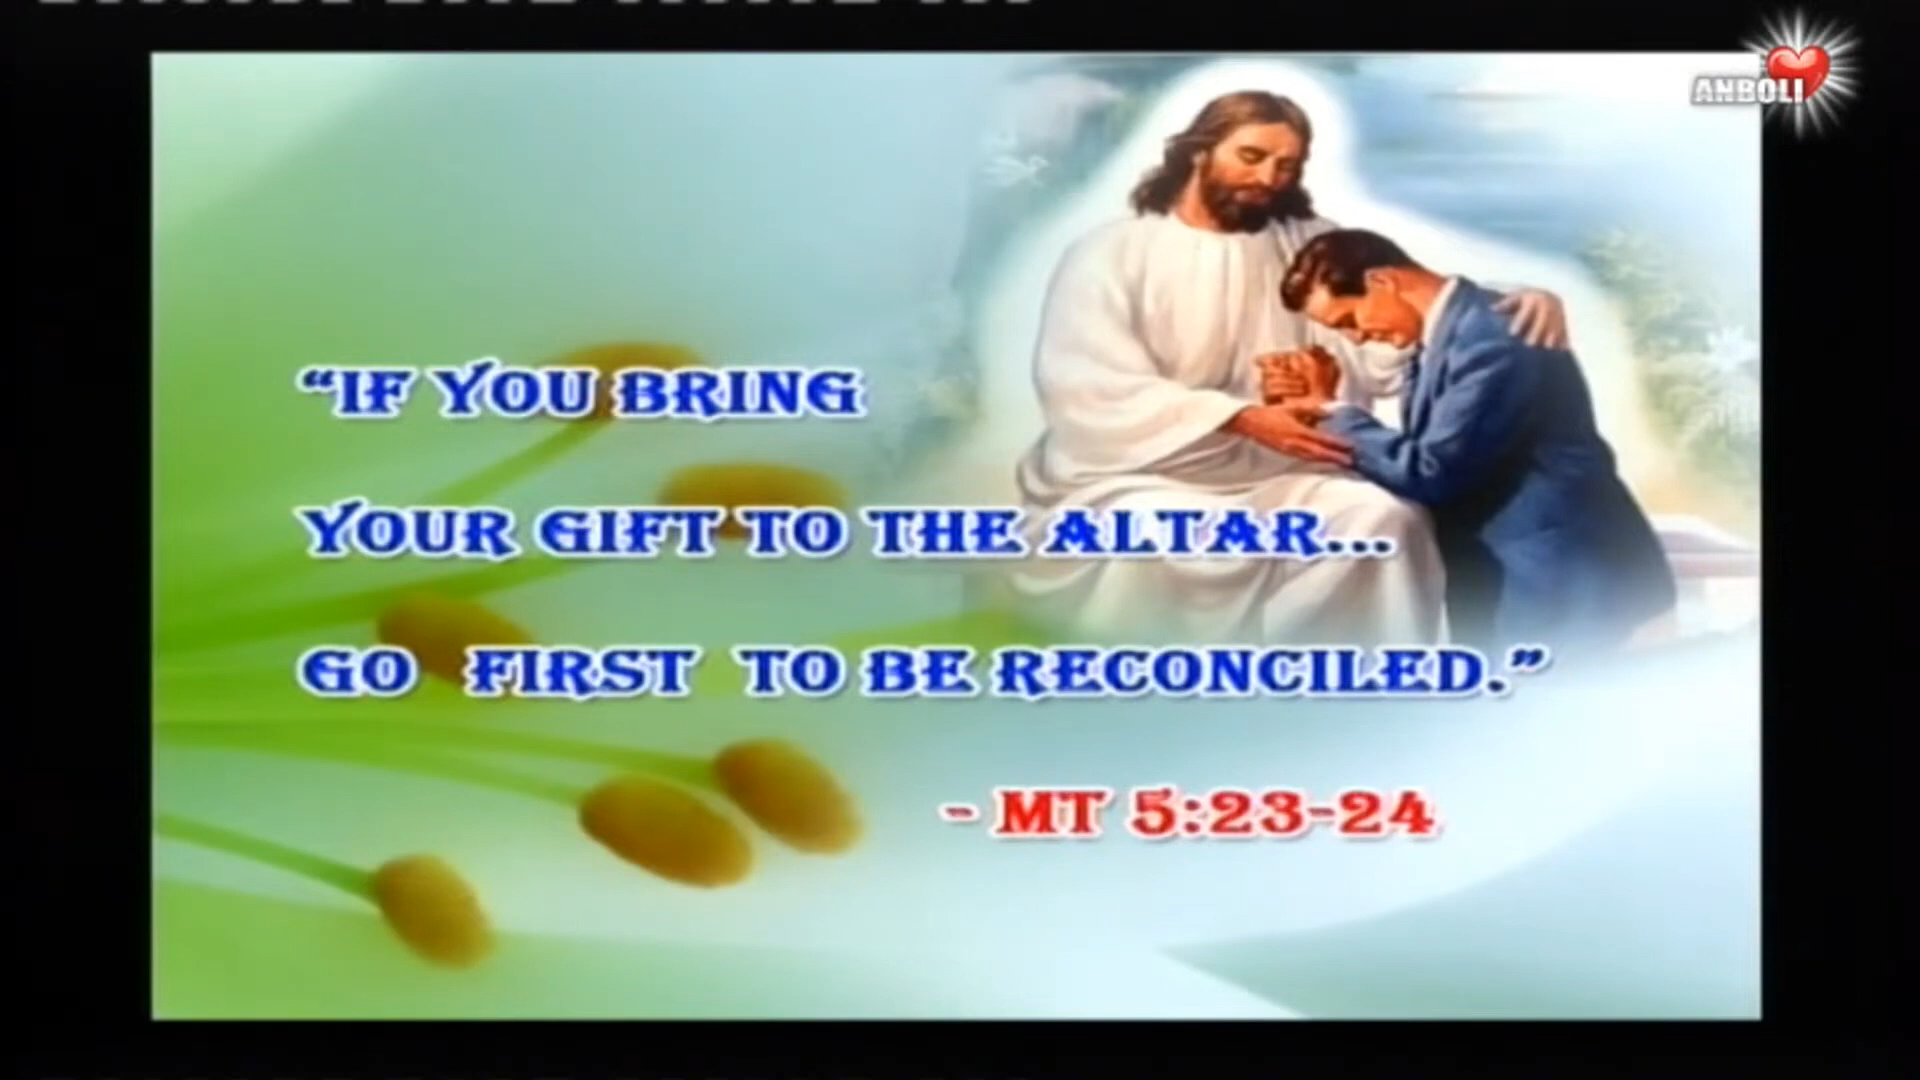 ANBOLI
“IF YOU BRING
YOUR GIFT TO THE ALTAR...
GO FIRST TO BE RECONCILED.”
- MT 5:23-24